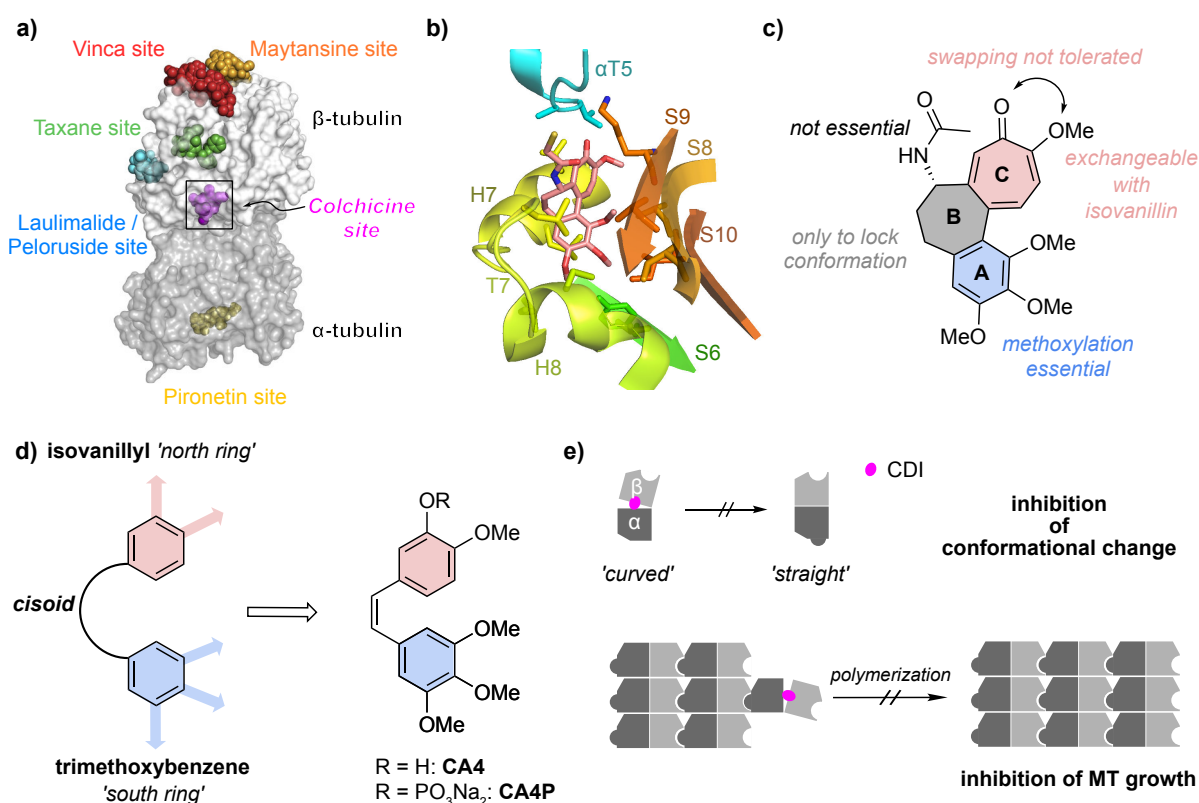 a)
Vinca site
Maytansine site
β-tubulin
Taxane site
Laulimalide /
Peloruside site
Colchicine
site
α-tubulin
Pironetin site
b)
αT5
S9
S8
H7
S10
T7
H8
S6
c)
swapping not tolerated
O
O
not essential
OMe
HN
C
exchangeable
with
isovanillin
B
only to lock
conformation
OMe
A
OMe
MeO
methoxylation
essential
d)
isovanillyl 'north ring'
OR
OMe
cisoid
OMe
OMe
OMe
trimethoxybenzene
'south ring'
R = H: CA4
R = PO3Na2: CA4P
e)
CDI
β
α
'curved'
'straight'
inhibition
of
conformational change
polymerization
inhibition of MT growth